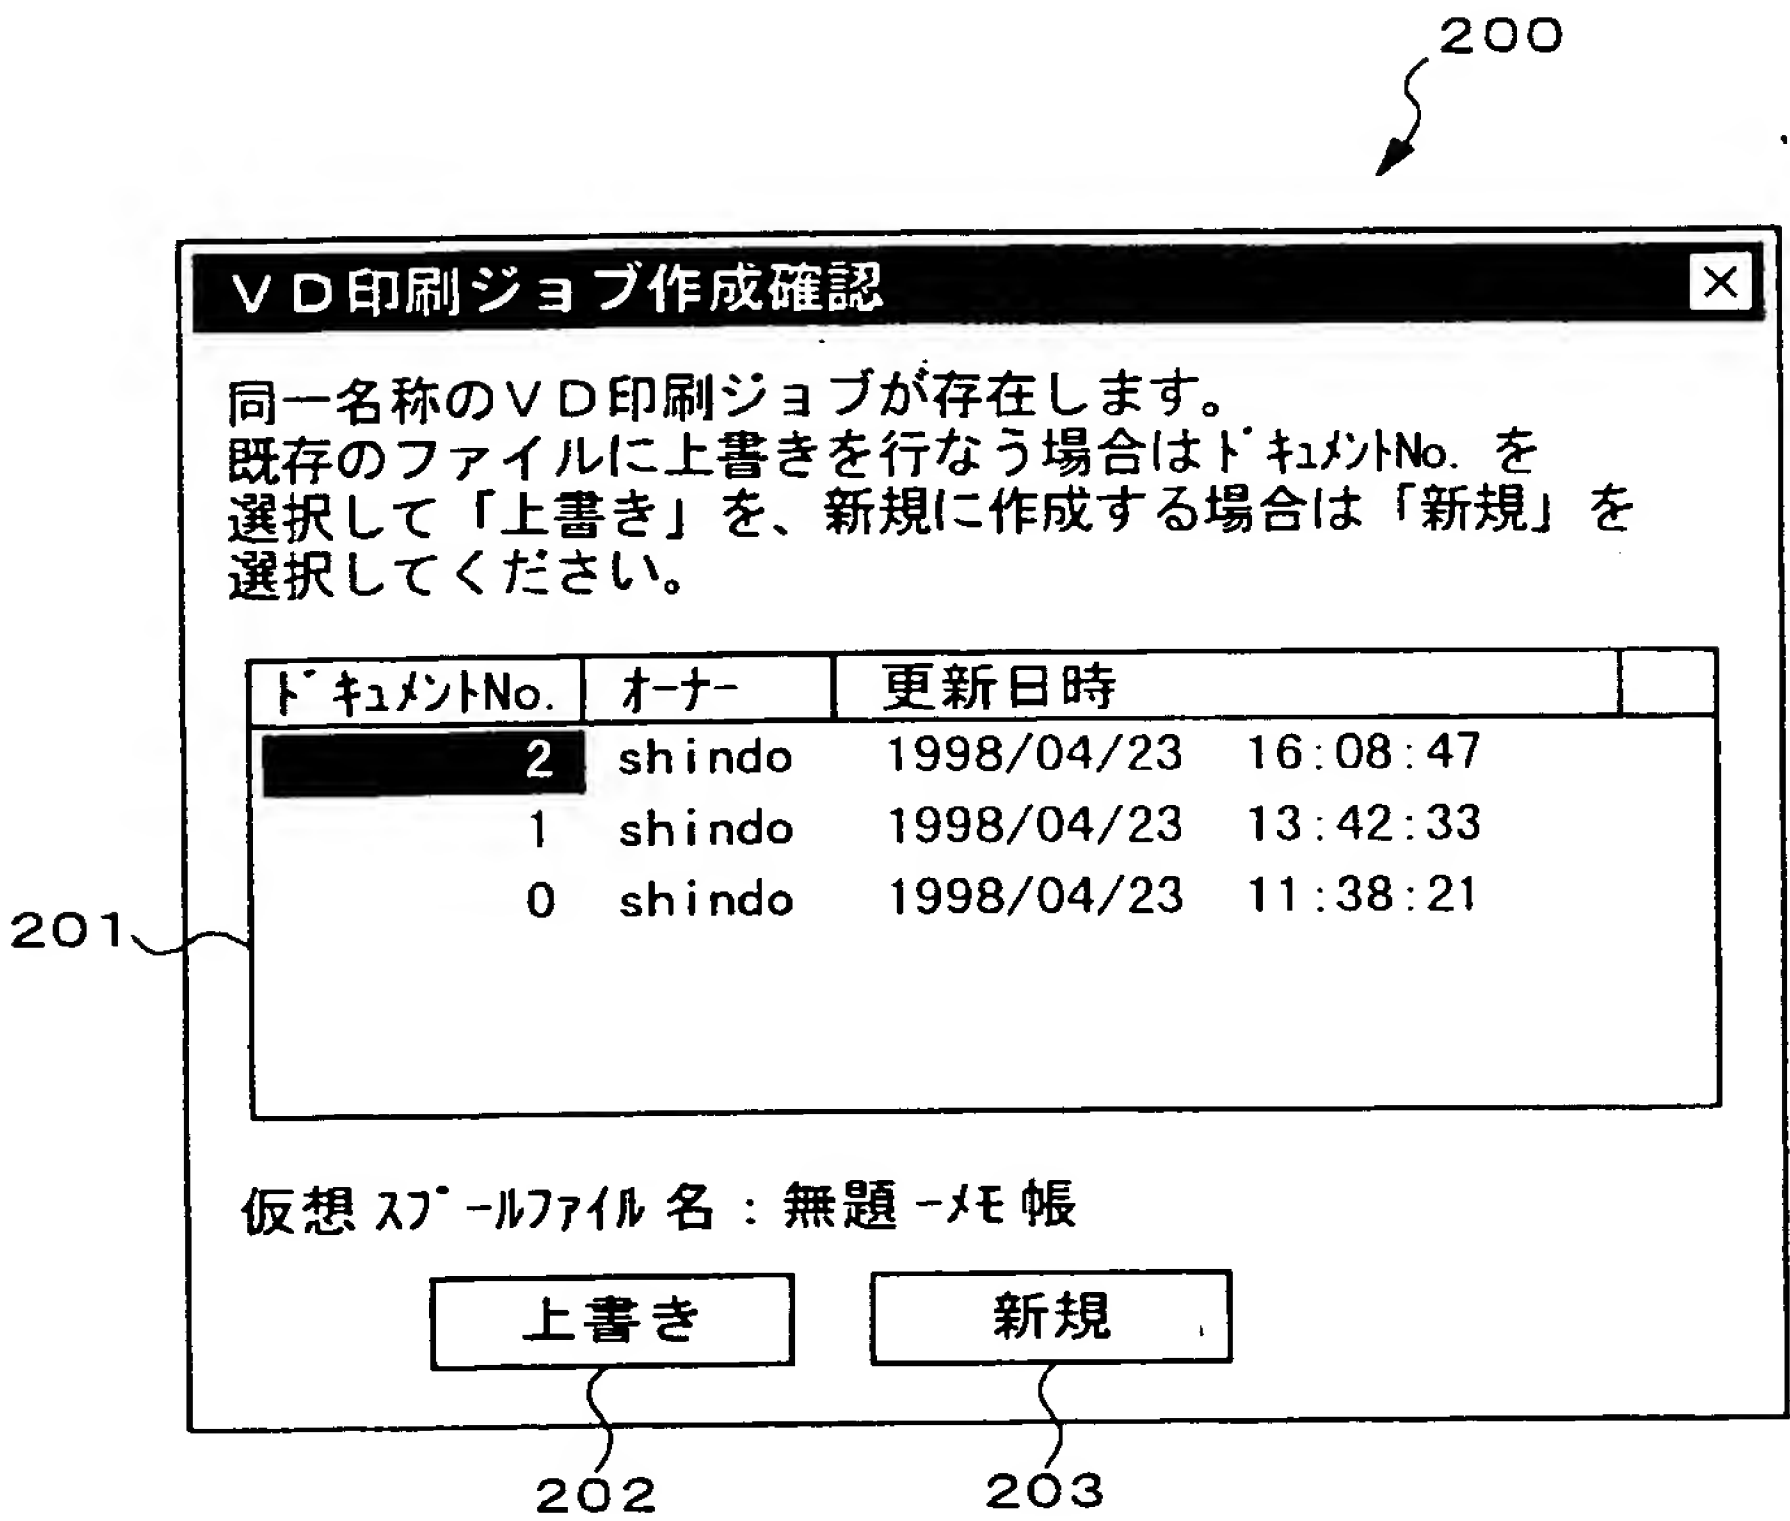 200
VD印刷ジョブ作成確認 ×
同一名称のVD印刷ジョブが存在します。
既存のファイルに上書きを行なう場合はﾄﾞｷｭﾒﾝﾄNo. を
選択して「上書き」を、新規に作成する場合は「新規」を
選択してください。
ﾄﾞｷｭﾒﾝﾄNo. ｵｰﾅｰ 更新日時
2 shindo 1998/04/23 16:08:47
1 shindo 1998/04/23 13:42:33
0 shindo 1998/04/23 11:38:21
201
仮想 ｽﾌﾟｰﾙﾌｧｲﾙ 名 : 無題 -ﾒﾓ 帳
上書き 新規
202 203